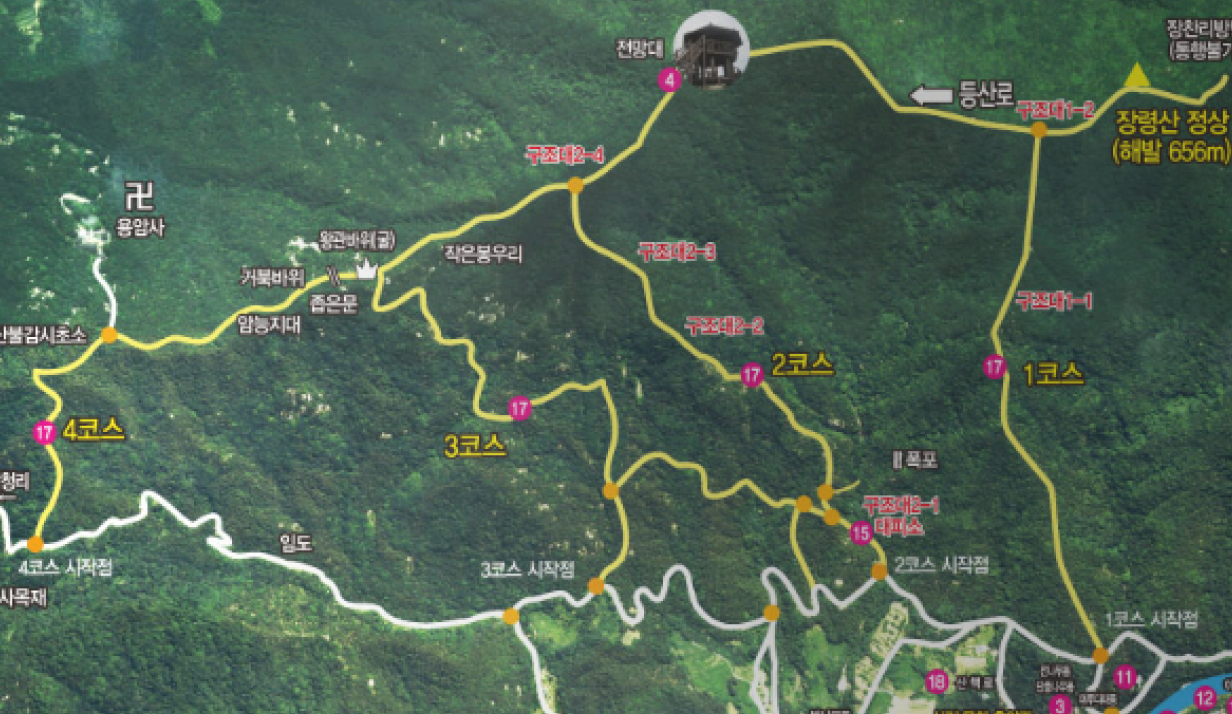 장찬리방
(통행불가
전망대
4
등산로
구조대1-2
장령산 정상
(해발 656m)
구조대2-4
卍
용암사
왕관바위(굴)
작은봉우리
구조대2-3
거북바위
좁은문
암능지대
산불감시초소
구조대1-1
구조대2-2
17
2코스
17
1코스
17
3코스
17
4코스
폭포
청리
구조대2-1
대피소
15
임도
4코스 시작점
3코스 시작점
2코스 시작점
사목재
1코스 시작점
11
18
산책로
3
12